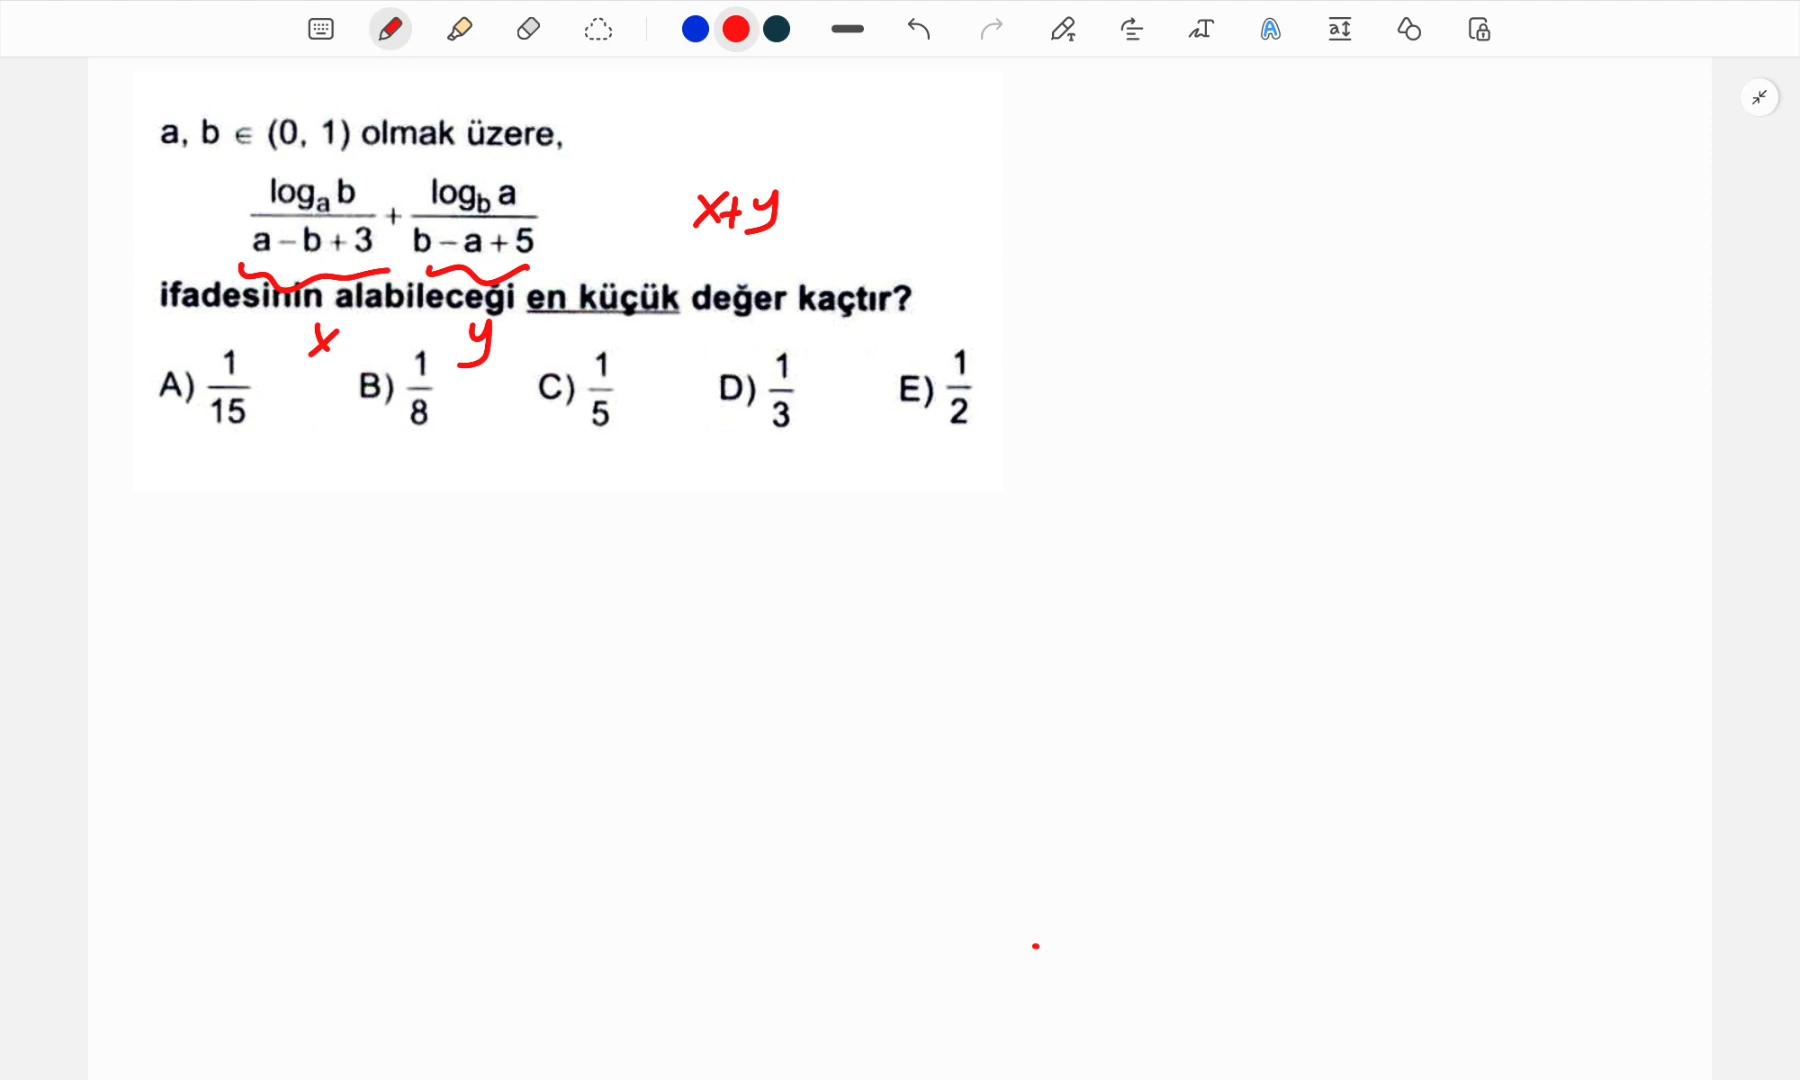 a, b ∈ (0, 1) olmak üzere,
logₐ b / (a – b + 3) + log_b a / (b – a + 5)
x+y
ifadesinin alabileceği en küçük değer kaçtır?
x y
A) 1/15 B) 1/8 C) 1/5 D) 1/3 E) 1/2